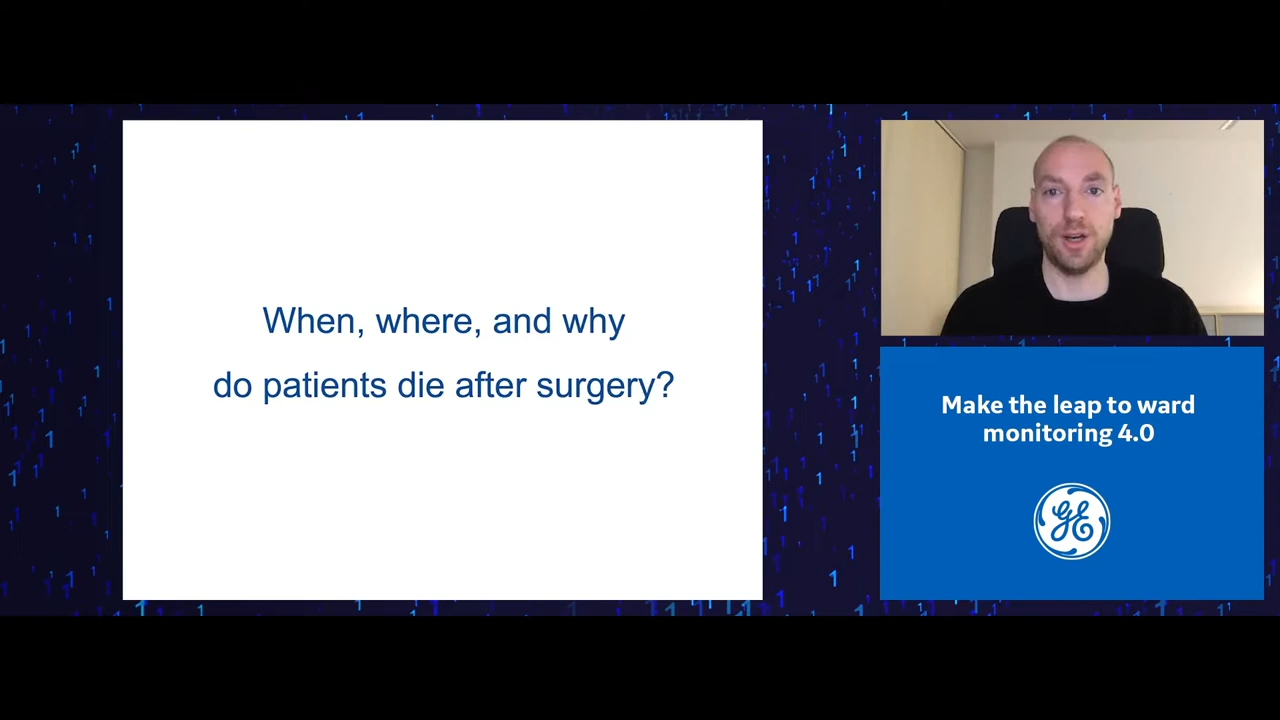 When, where, and why
do patients die after surgery?
Make the leap to ward
monitoring 4.0
GE